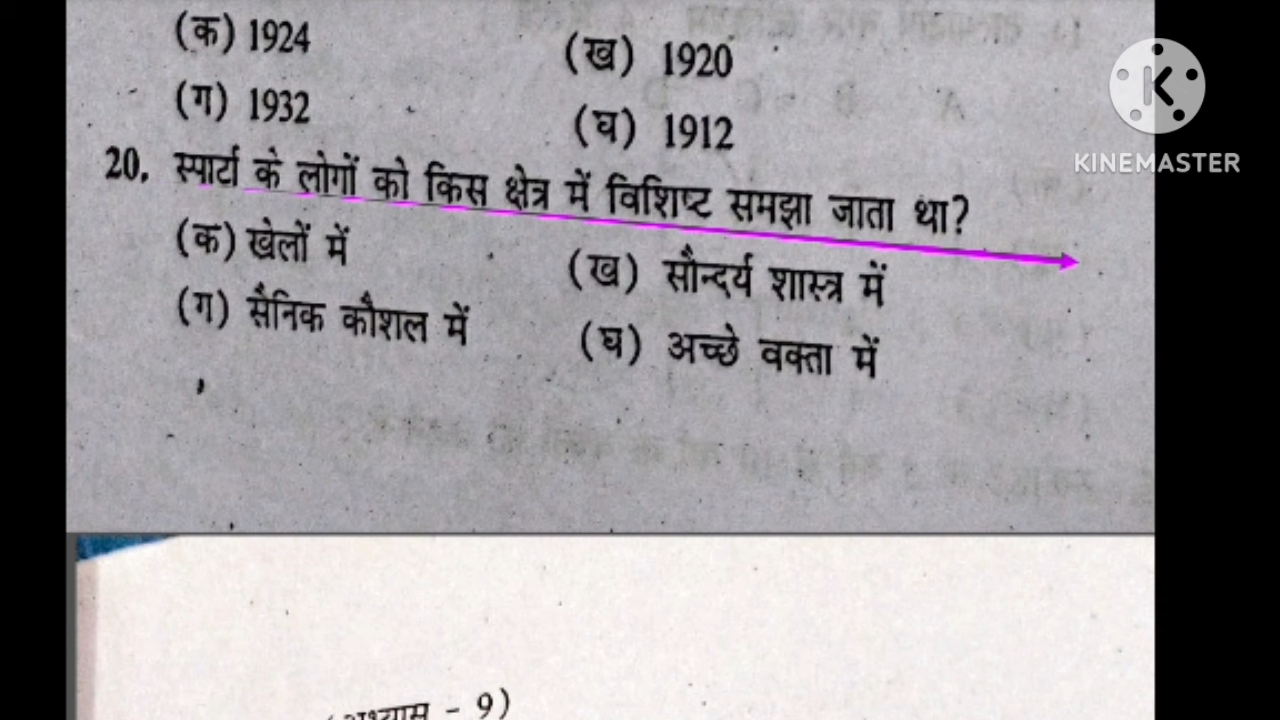 (क) 1924 (ख) 1920
(ग) 1932 (घ) 1912
20. स्पार्टा के लोगों को किस क्षेत्र में विशिष्ट समझा जाता था?
(क) खेलों में (ख) सौन्दर्य शास्त्र में
(ग) सैनिक कौशल में (घ) अच्छे वक्ता में
- 9)
KINEMASTER